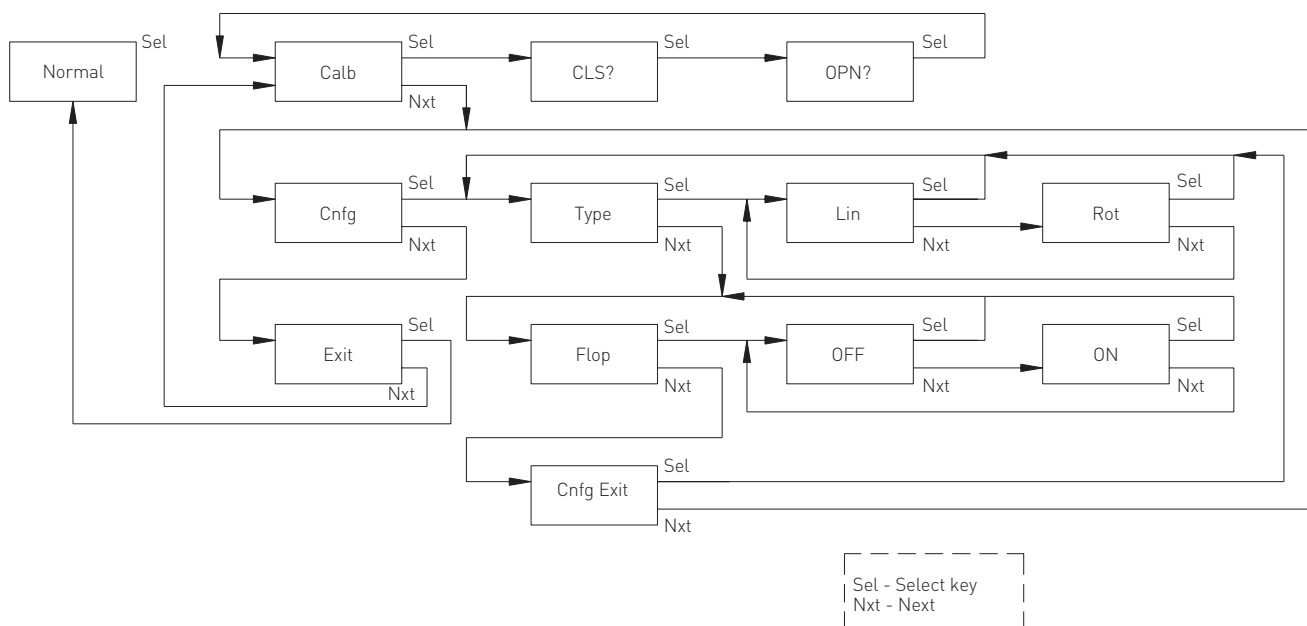 Sel
Sel
Sel
Sel
Normal
Calb
CLS?
OPN?
Nxt
Sel
Sel
Sel
Sel
Cnfg
Type
Lin
Rot
Nxt
Nxt
Nxt
Nxt
Sel
Sel
Sel
Sel
Exit
Flop
OFF
ON
Nxt
Nxt
Nxt
Nxt
Sel
Cnfg Exit
Nxt
Sel - Select key
Nxt - Next